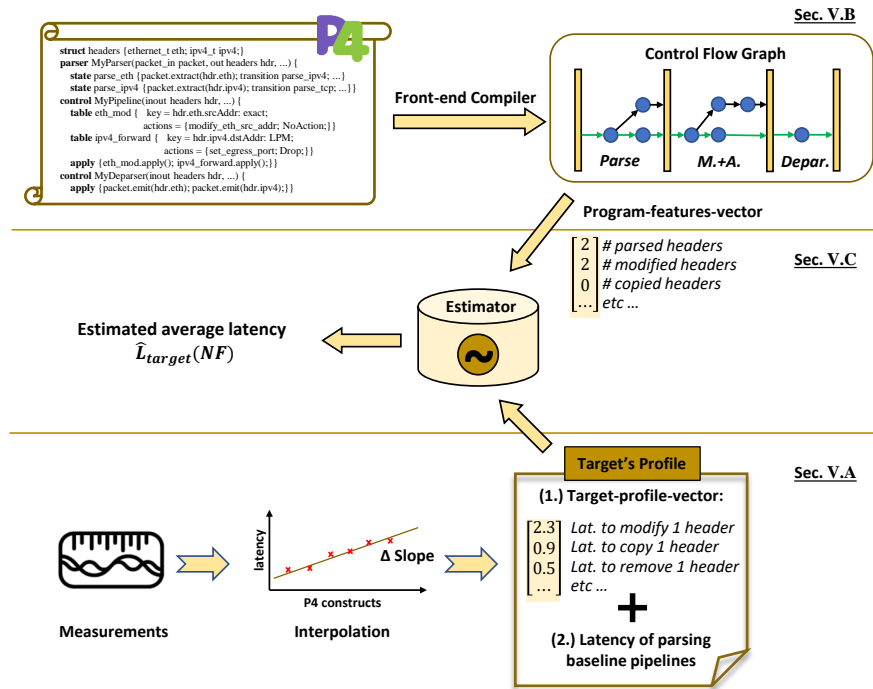 P4
Sec. V.B
struct headers {ethernet_t eth; ipv4_t ipv4;}
parser MyParser(packet_in packet, out headers hdr, ...) {
state parse_eth {packet.extract(hdr.eth); transition parse_ipv4; ...}
state parse_ipv4 {packet.extract(hdr.ipv4); transition parse_tcp; ...}}
control MyPipeline(inout headers hdr, ...) {
table eth_mod { key = hdr.eth.srcAddr: exact;
actions = {modify_eth_src_addr; NoAction;}}
table ipv4_forward { key = hdr.ipv4.dstAddr: LPM;
actions = {set_egress_port; Drop;}}
apply {eth_mod.apply(); ipv4_forward.apply();}}
control MyDeparser(inout headers hdr, ...) {
apply {packet.emit(hdr.eth); packet.emit(hdr.ipv4);}}
Front-end Compiler
Control Flow Graph
Parse M.+A. Depar.
Program-features-vector
Sec. V.C
2 # parsed headers
2 # modified headers
0 # copied headers
... etc ...
Estimator
~
Estimated average latency
L̂target(NF)
Sec. V.A
Target's Profile
(1.) Target-profile-vector:
2.3 Lat. to modify 1 header
0.9 Lat. to copy 1 header
0.5 Lat. to remove 1 header
... etc ...
+
(2.) Latency of parsing
baseline pipelines
latency
Δ Slope
P4 constructs
Measurements
Interpolation